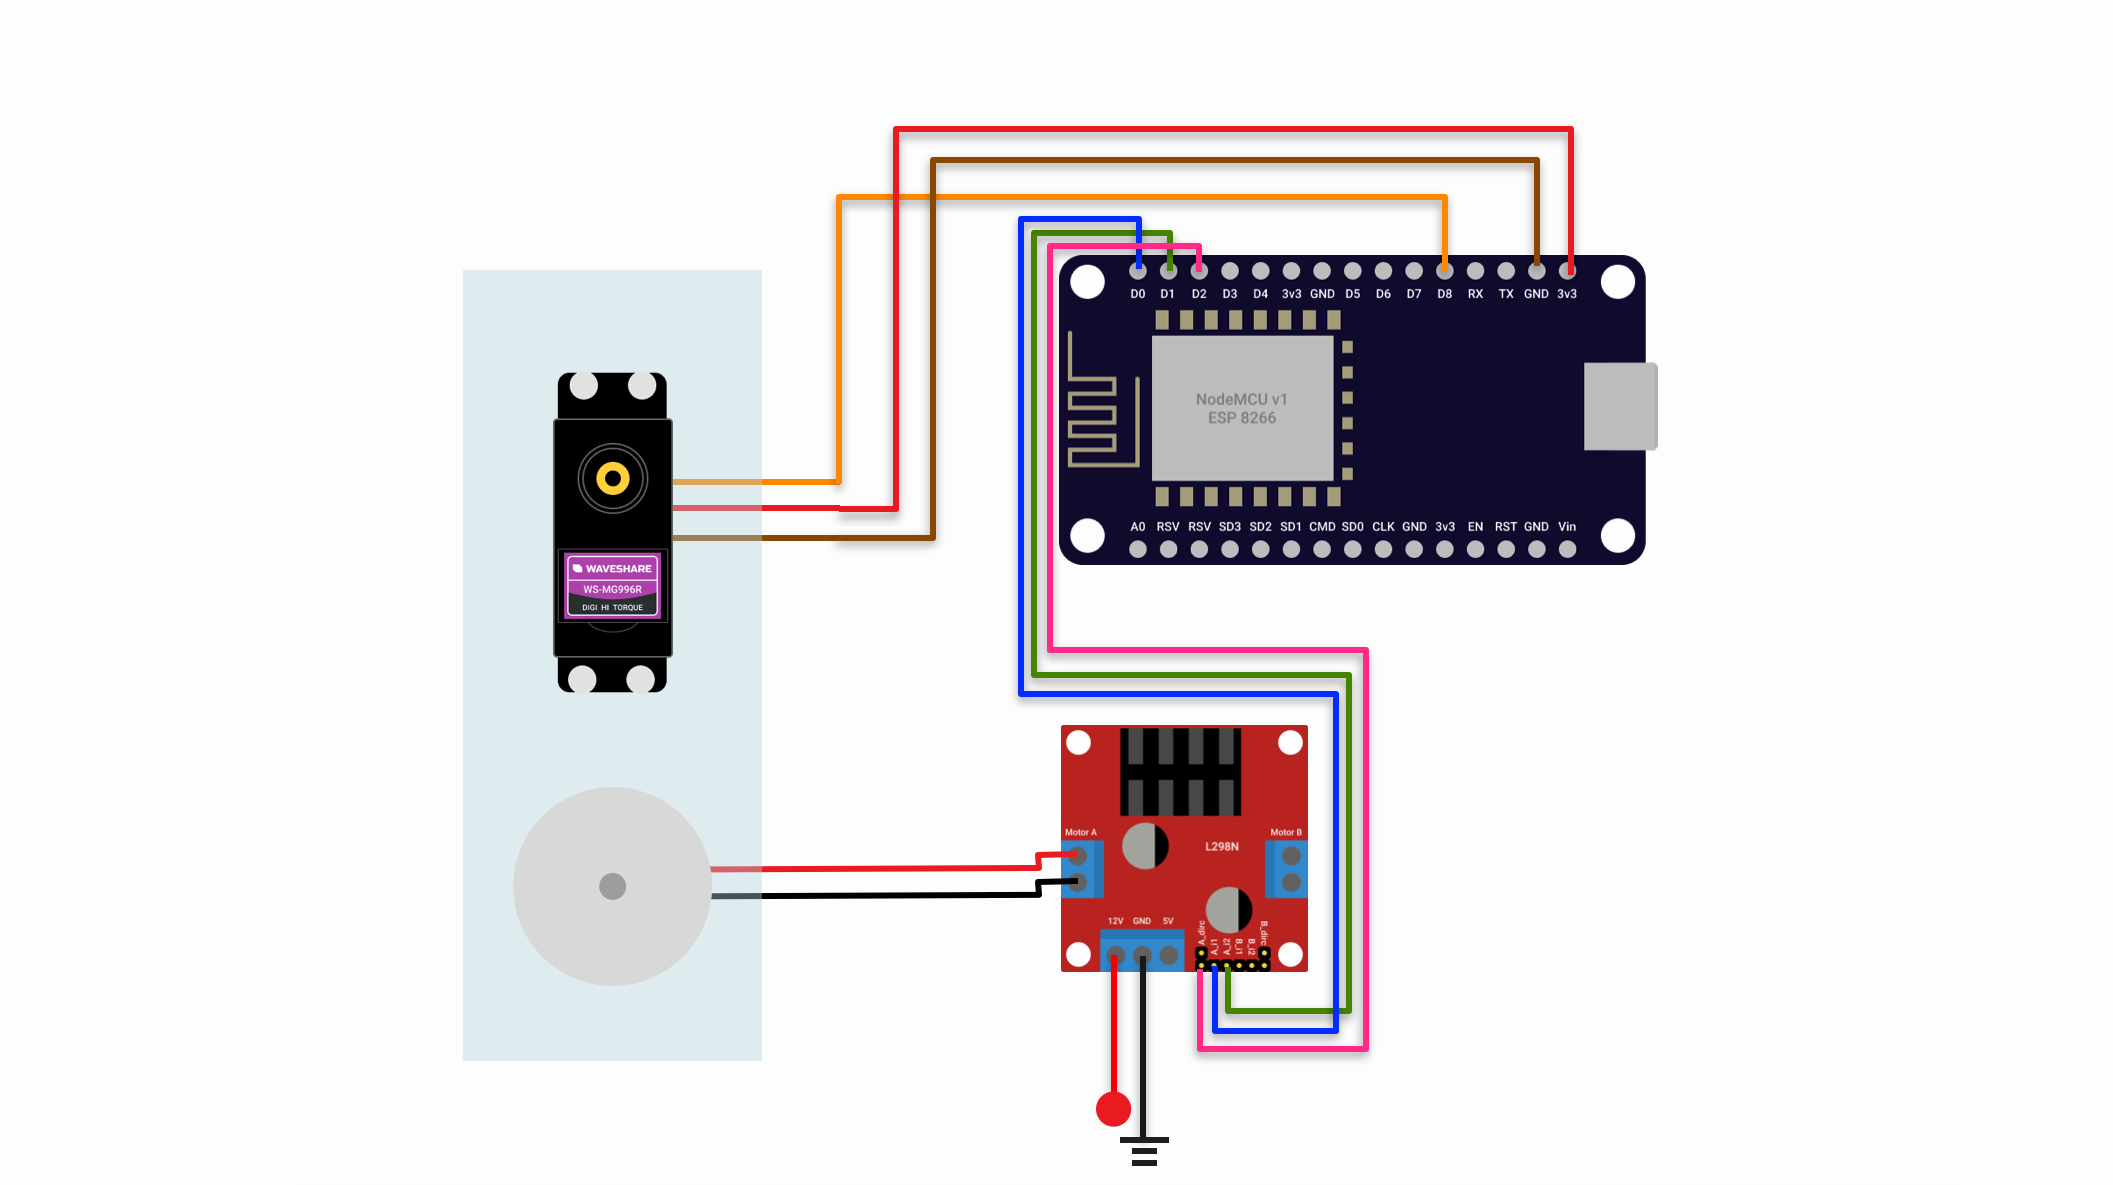 D0 D1 D2 D3 D4 3v3 GND D5 D6 D7 D8 RX TX GND 3v3
NodeMCU v1
ESP 8266
A0 RSV RSV SD3 SD2 SD1 CMD SD0 CLK GND 3v3 EN RST GND Vin
WAVESHARE
WS-MG996R
DIGI HI TORQUE
Motor A
Motor B
L298N
12V GND 5V
A_dirc
A_i1
A_i2
B_i1
B_i2
B_dirc